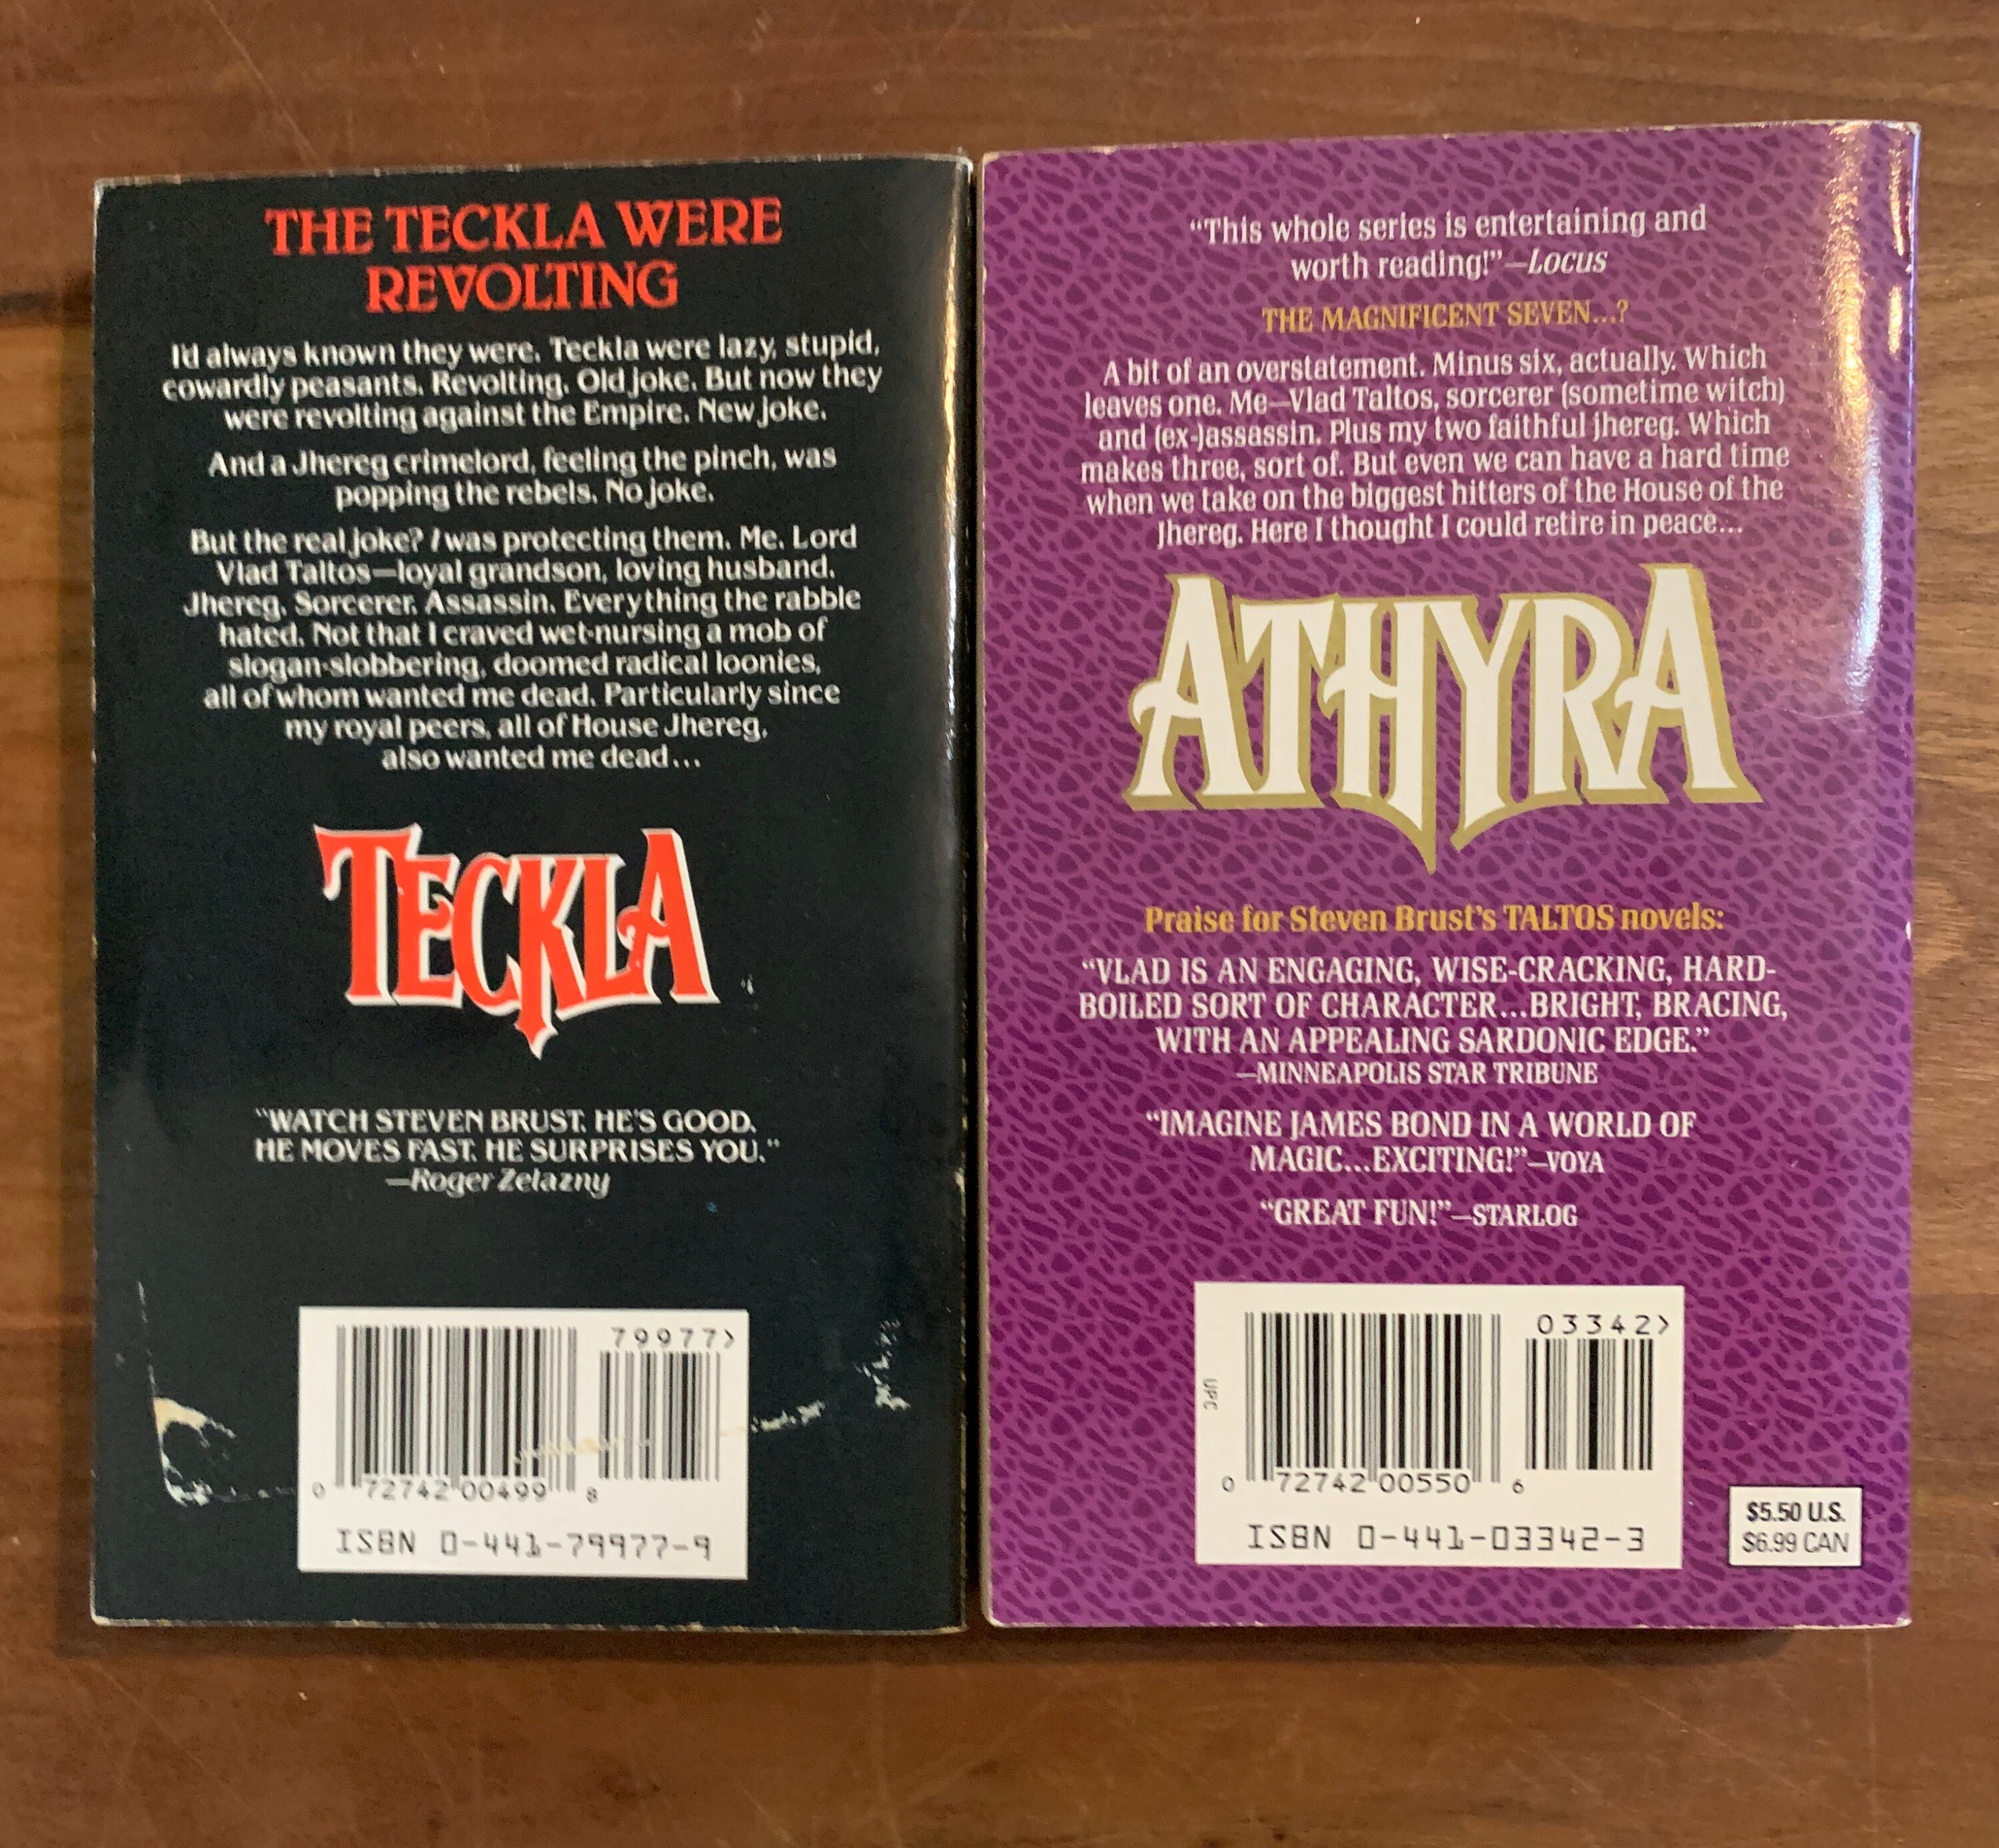 THE TECKLA WERE
REVOLTING
I'd always known they were. Teckla were lazy, stupid,
cowardly peasants. Revolting. Old joke. But now they
were revolting against the Empire. New joke.
And a Jhereg crimelord, feeling the pinch, was
popping the rebels. No joke.
But the real joke? I was protecting them. Me. Lord
Vlad Taltos—loyal grandson, loving husband.
Jhereg. Sorcerer. Assassin. Everything the rabble
hated. Not that I craved wet-nursing a mob of
slogan-slobbering, doomed radical loonies,
all of whom wanted me dead. Particularly since
my royal peers, all of House Jhereg,
also wanted me dead...
TECKLA
"WATCH STEVEN BRUST. HE'S GOOD.
HE MOVES FAST. HE SURPRISES YOU."
—Roger Zelazny
79977>
0 72742 00499 8
ISBN 0-441-79977-9
“This whole series is entertaining and
worth reading!”—Locus
THE MAGNIFICENT SEVEN...?
A bit of an overstatement. Minus six, actually. Which
leaves one. Me—Vlad Taltos, sorcerer (sometime witch)
and (ex-)assassin. Plus my two faithful jhereg. Which
makes three, sort of. But even we can have a hard time
when we take on the biggest hitters of the House of the
Jhereg. Here I thought I could retire in peace...
ATHYRA
Praise for Steven Brust's TALTOS novels:
“VLAD IS AN ENGAGING, WISE-CRACKING, HARD-
BOILED SORT OF CHARACTER...BRIGHT, BRACING,
WITH AN APPEALING SARDONIC EDGE.”
—MINNEAPOLIS STAR TRIBUNE
“IMAGINE JAMES BOND IN A WORLD OF
MAGIC...EXCITING!”—VOYA
“GREAT FUN!”—STARLOG
03342>
UPC
0 72742 00550 6
ISBN 0-441-03342-3
$5.50 U.S.
$6.99 CAN